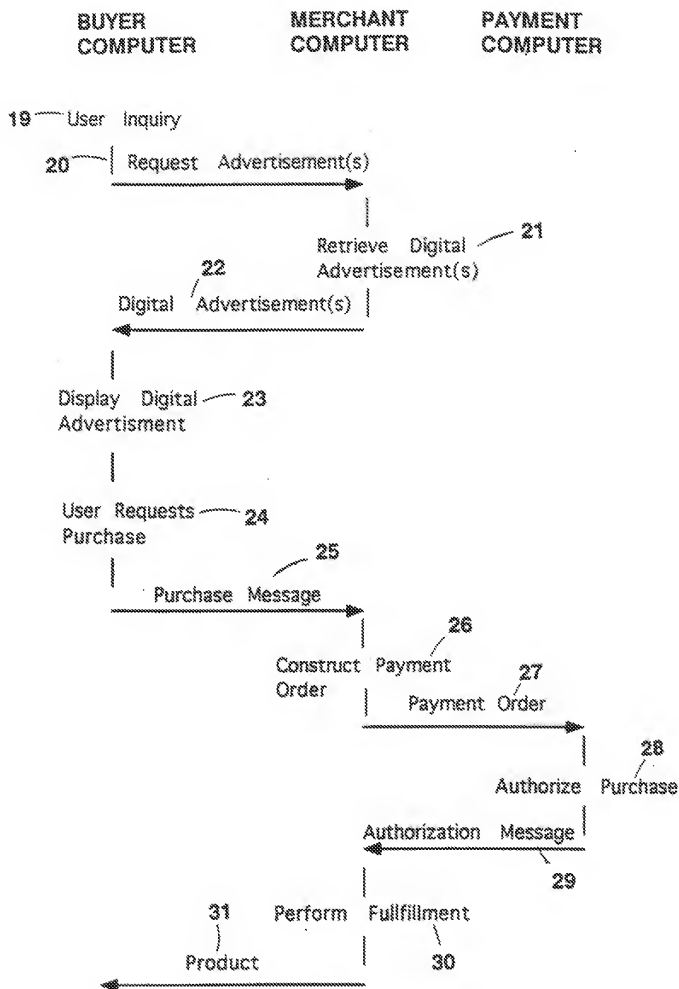 BUYER COMPUTER
MERCHANT COMPUTER
PAYMENT COMPUTER
19 User Inquiry
20 Request Advertisement(s)
21
Retrieve Digital
Advertisement(s)
22
Digital Advertisement(s)
Display Digital 23
Advertisment
User Requests 24
Purchase
25
Purchase Message
26
Construct Payment
Order
27
Payment Order
28
Authorize Purchase
Authorization Message
29
31
Perform Fullfillment
Product
30